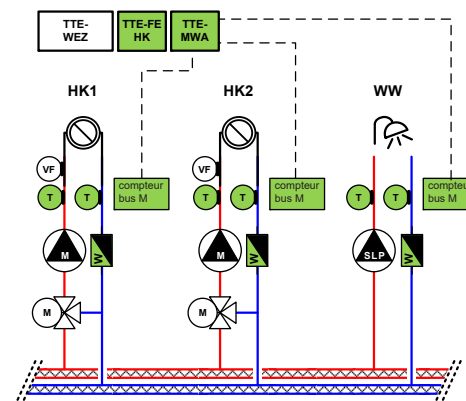 TTE-
WEZ
TTE-FE
HK
TTE-
MWA
HK1
HK2
WW
VF
VF
T
T
compteur
bus M
T
T
compteur
bus M
T
T
compteur
bus M
M
W
M
W
SLP
W
M
M